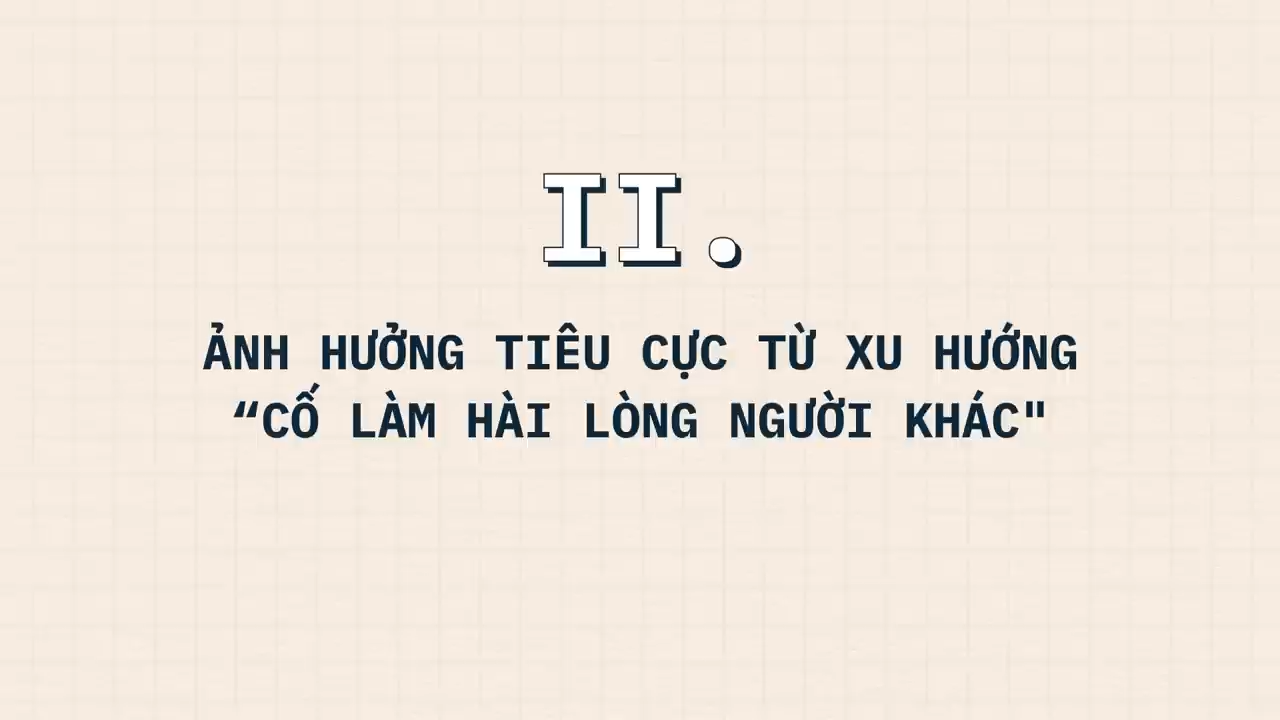 II.
ẢNH HƯỞNG TIÊU CỰC TỪ XU HƯỚNG
“CỐ LÀM HÀI LÒNG NGƯỜI KHÁC"